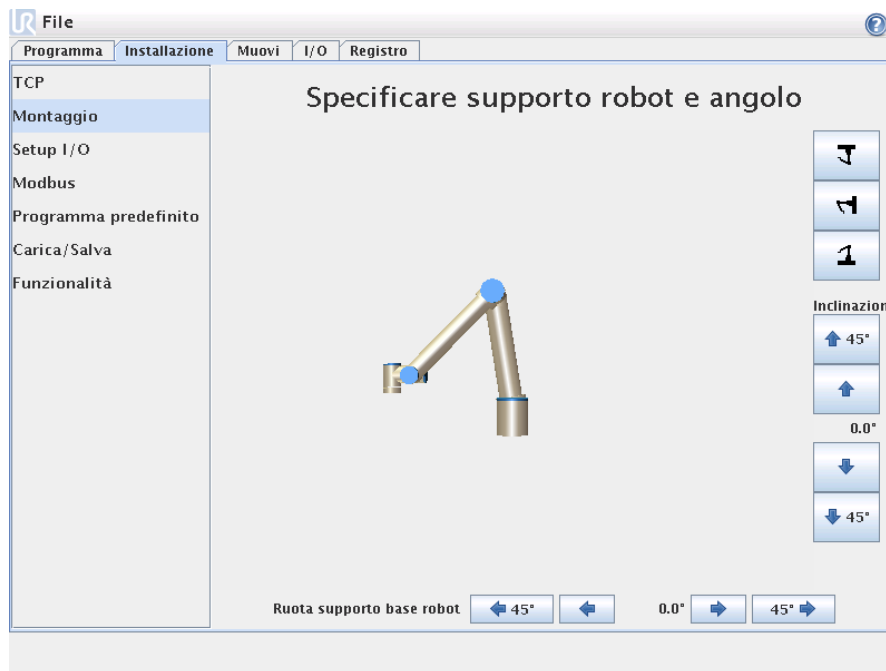 UR File
Programma Installazione Muovi I/O Registro
TCP
Montaggio
Setup I/O
Modbus
Programma predefinito
Carica/Salva
Funzionalità
Specificare supporto robot e angolo
Inclinazion
45°
0.0°
45°
Ruota supporto base robot 45° 0.0° 45°